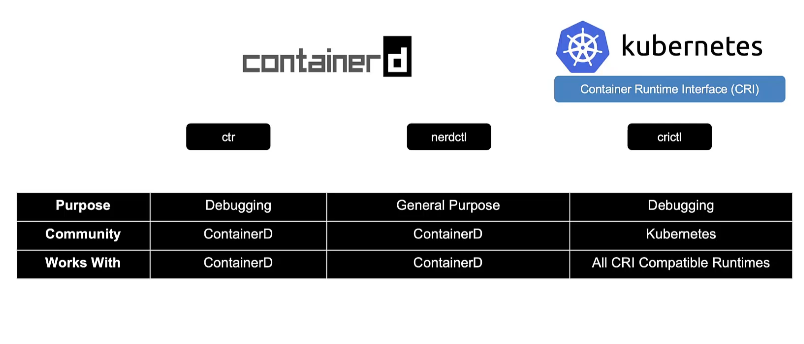 containerd
kubernetes
Container Runtime Interface (CRI)
ctr nerdctl crictl
Purpose Debugging General Purpose Debugging
Community ContainerD ContainerD Kubernetes
Works With ContainerD ContainerD All CRI Compatible Runtimes